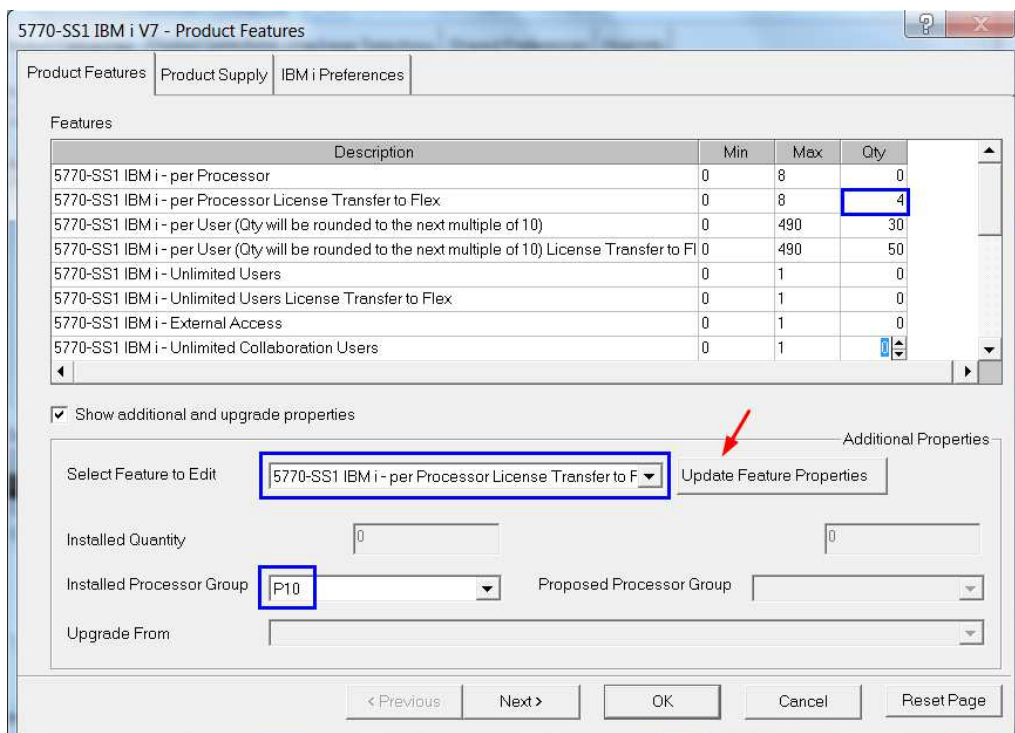 5770-SS1 IBM i V7 - Product Features
Product Features Product Supply IBM i Preferences
Features
Description Min Max Qty
5770-SS1 IBM i - per Processor 0 8 0
5770-SS1 IBM i - per Processor License Transfer to Flex 0 8 4
5770-SS1 IBM i - per User (Qty will be rounded to the next multiple of 10) 0 490 30
5770-SS1 IBM i - per User (Qty will be rounded to the next multiple of 10) License Transfer to Fl 0 490 50
5770-SS1 IBM i - Unlimited Users 0 1 0
5770-SS1 IBM i - Unlimited Users License Transfer to Flex 0 1 0
5770-SS1 IBM i - External Access 0 1 0
5770-SS1 IBM i - Unlimited Collaboration Users 0 1 0
Show additional and upgrade properties
Additional Properties
Select Feature to Edit 5770-SS1 IBM i - per Processor License Transfer to F Update Feature Properties
Installed Quantity 0 0
Installed Processor Group P10 Proposed Processor Group
Upgrade From
< Previous Next > OK Cancel Reset Page